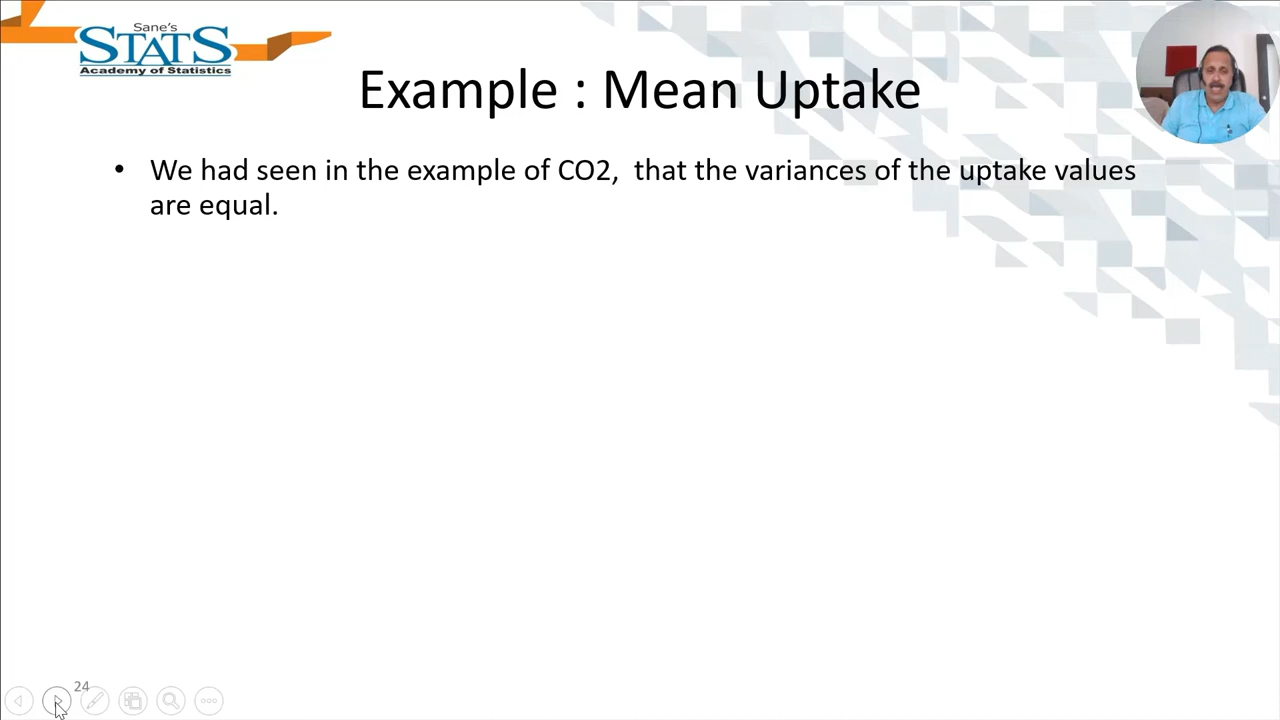 Sane's
STATS
Academy of Statistics
Example : Mean Uptake
• We had seen in the example of CO2,  that the variances of the uptake values
are equal.
24